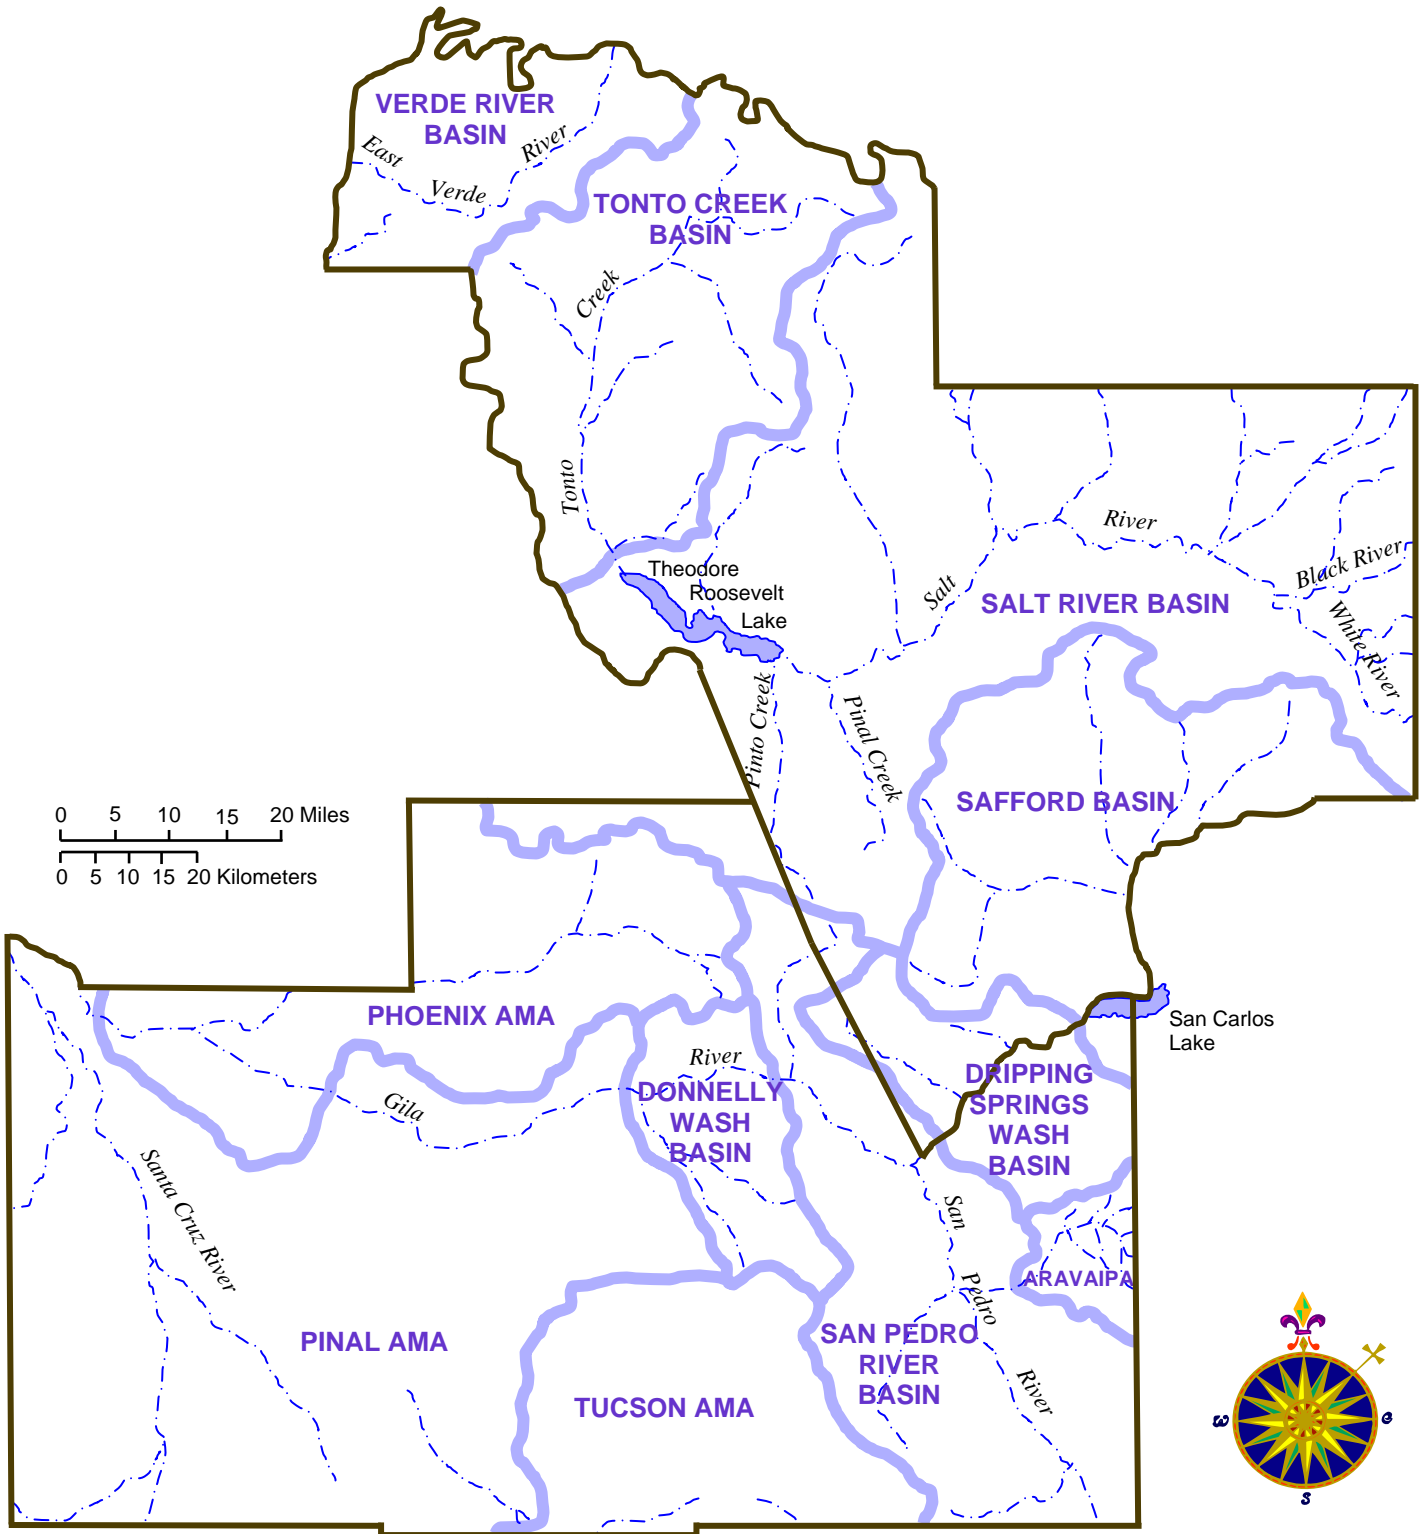 VERDE RIVER
BASIN
East
Verde
River
TONTO CREEK
BASIN
Creek
Tonto
River
Black River
Theodore
Roosevelt
Lake
Salt
SALT RIVER BASIN
White River
Pinto Creek
Pinal Creek
SAFFORD BASIN
0 5 10 15 20 Miles
0 5 10 15 20 Kilometers
PHOENIX AMA
San Carlos
Lake
River
Gila
DONNELLY
WASH
BASIN
DRIPPING
SPRINGS
WASH
BASIN
Santa Cruz River
San
Pedro
River
ARAVAIPA
PINAL AMA
SAN PEDRO
RIVER
BASIN
TUCSON AMA
w
e
s